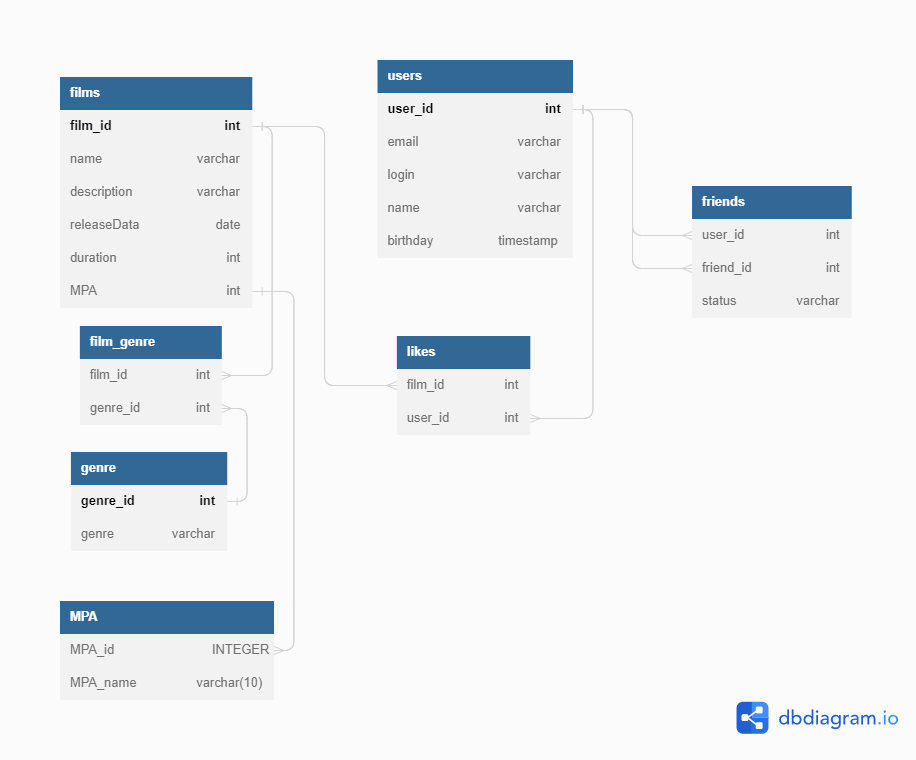 films
film_id int
name varchar
description varchar
releaseData date
duration int
MPA int
film_genre
film_id int
genre_id int
genre
genre_id int
genre varchar
MPA
MPA_id INTEGER
MPA_name varchar(10)
users
user_id int
email varchar
login varchar
name varchar
birthday timestamp
likes
film_id int
user_id int
friends
user_id int
friend_id int
status varchar
dbdiagram.io